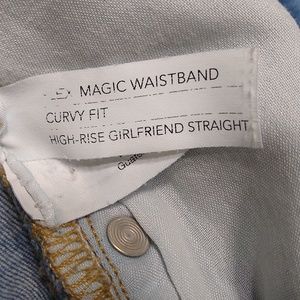 MAGIC WAISTBAND
CURVY FIT
HIGH-RISE GIRLFRIEND STRAIGHT